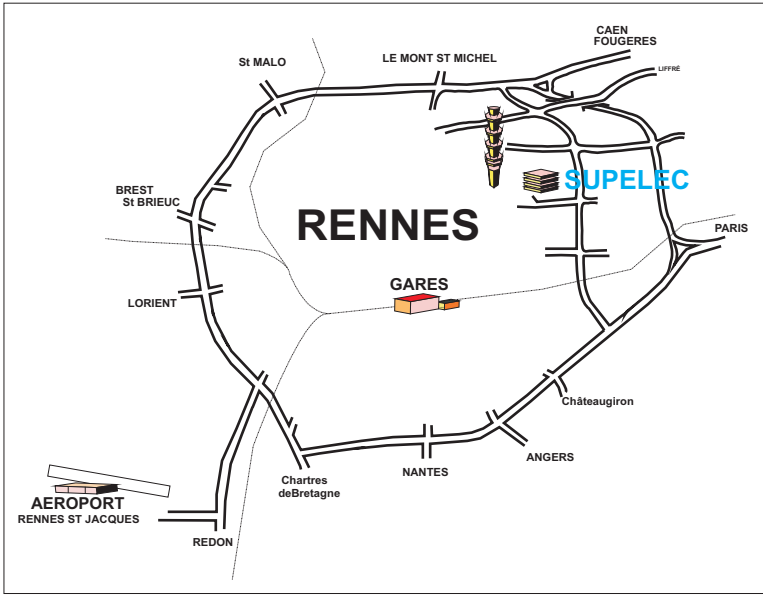 CAEN
FOUGERES
St MALO
LE MONT ST MICHEL
LIFFRÉ
SUPELEC
BREST
St BRIEUC
RENNES
PARIS
GARES
LORIENT
Châteaugiron
ANGERS
NANTES
Chartres
deBretagne
AEROPORT
RENNES ST JACQUES
REDON